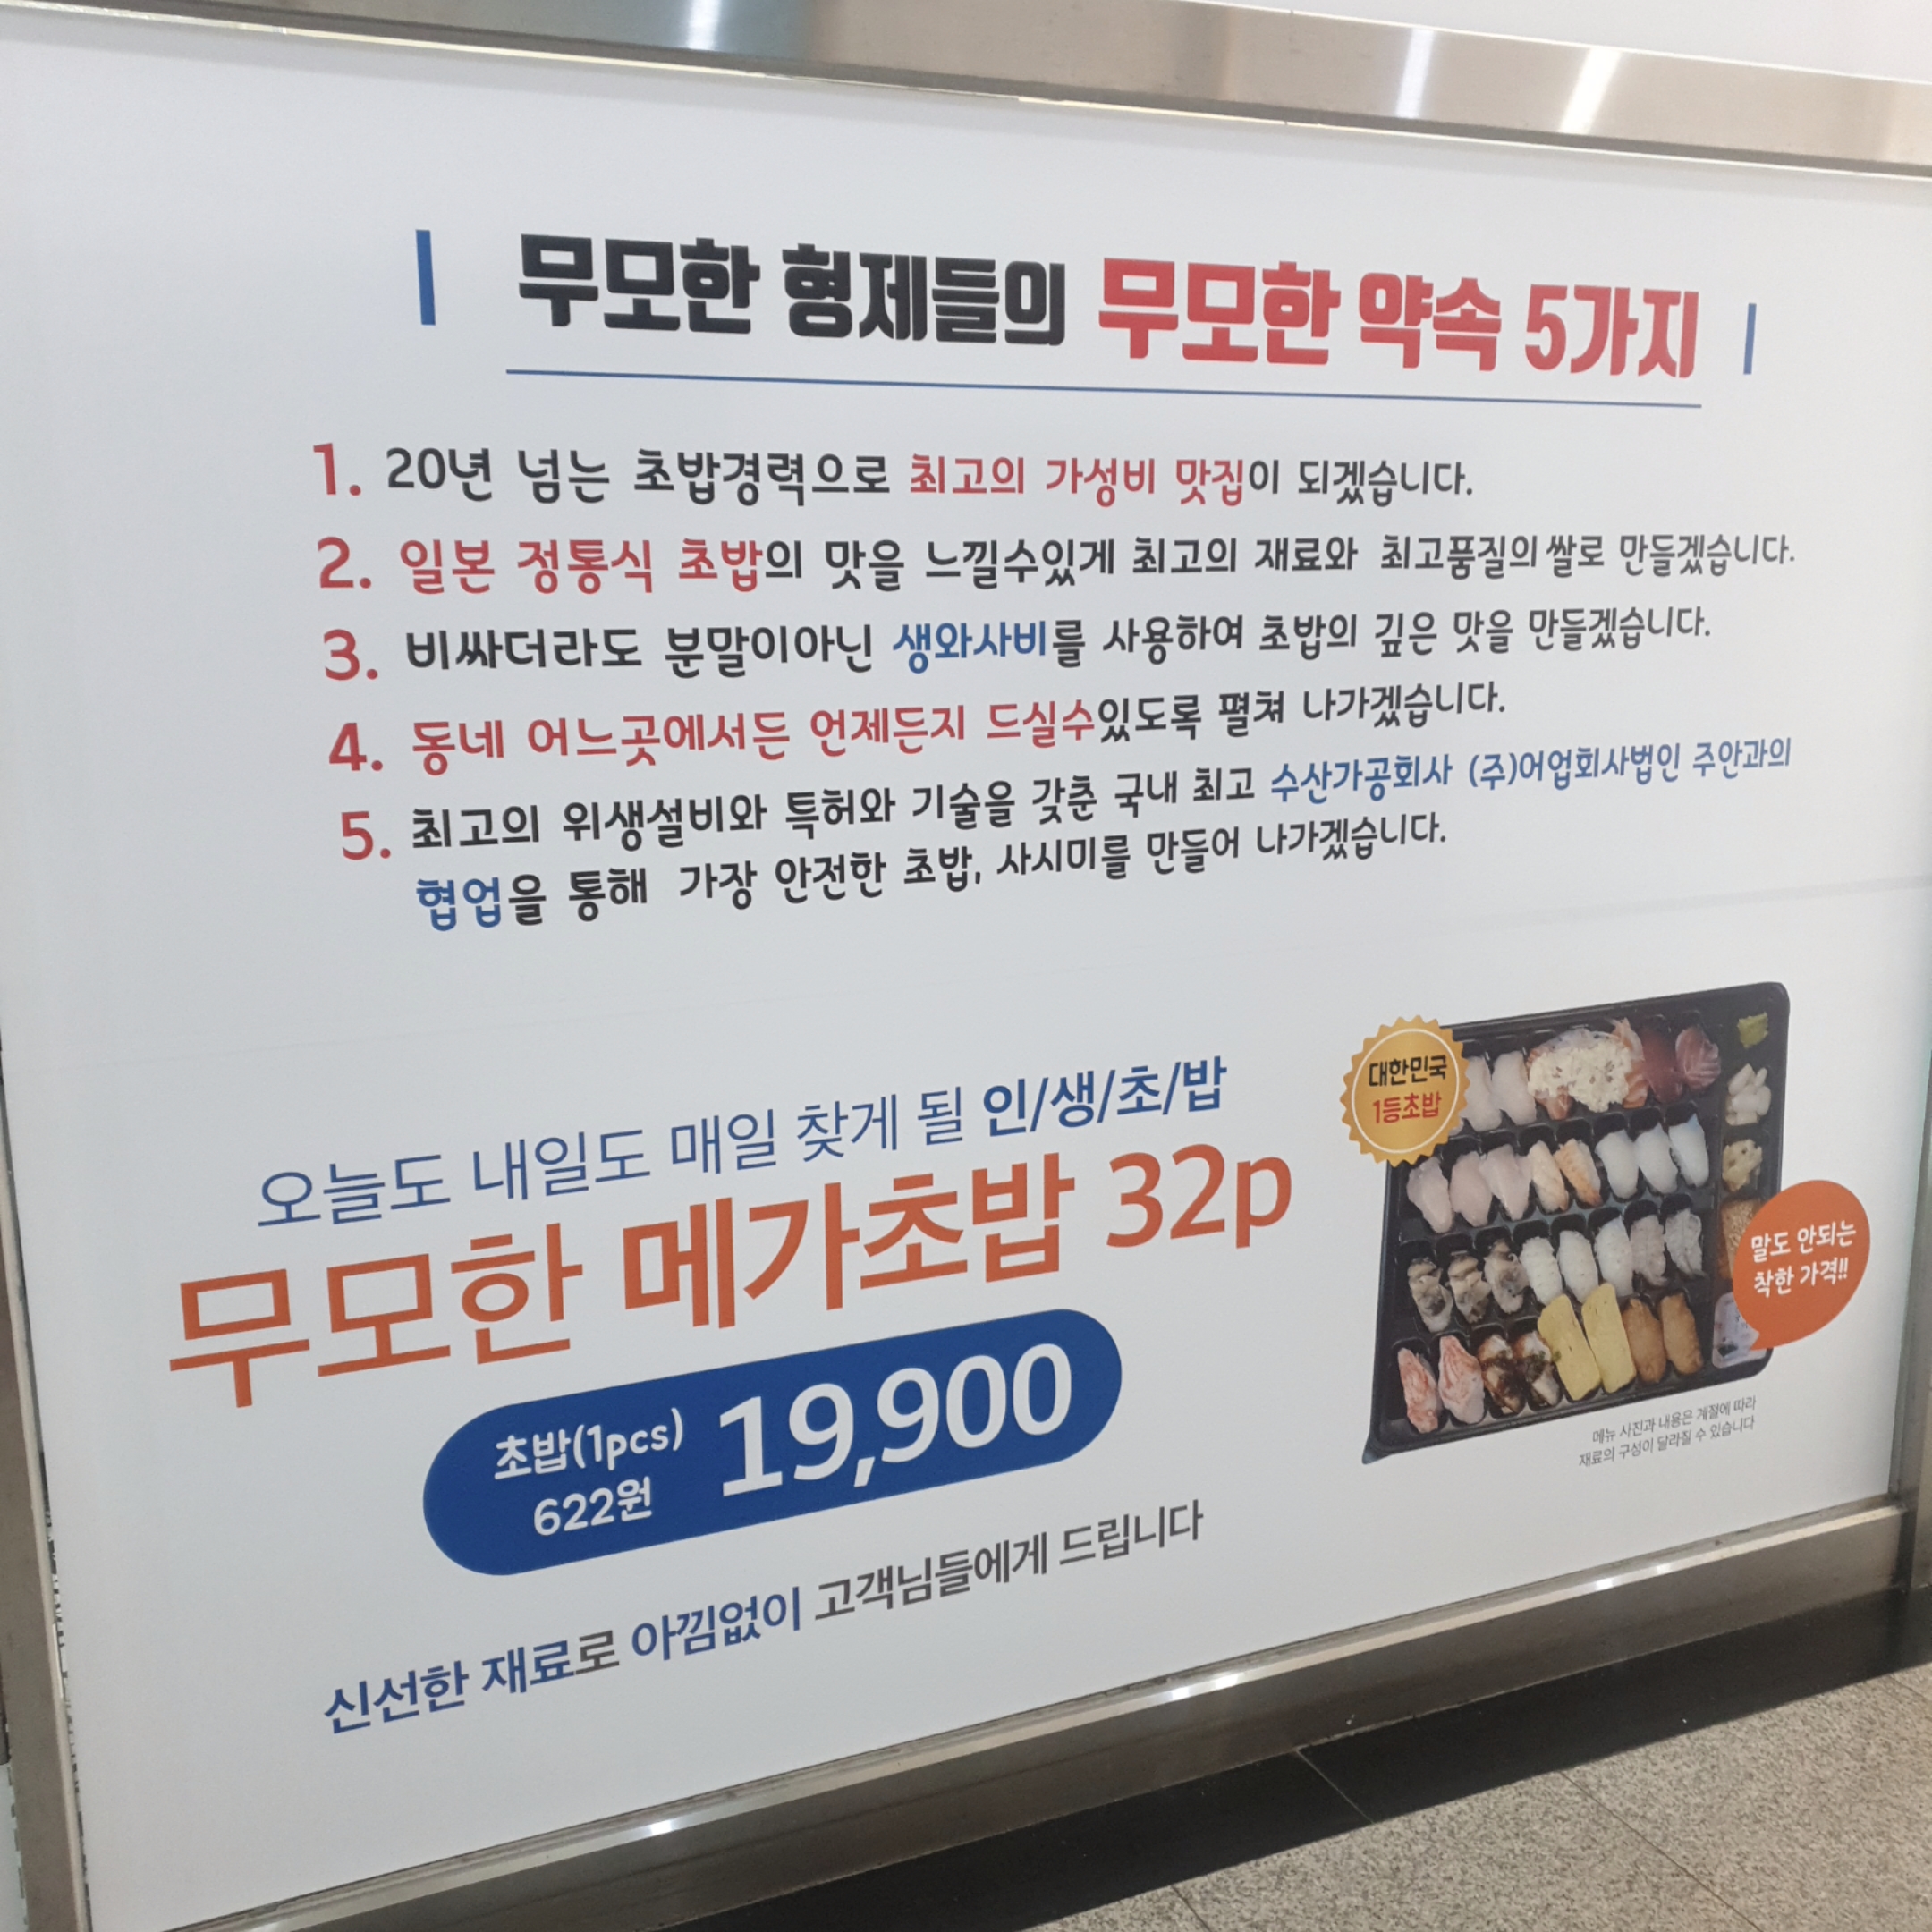 무모한 형제들의 무모한 약속 5가지
1. 20년 넘는 초밥경력으로 최고의 가성비 맛집이 되겠습니다.
2. 일본 정통식 초밥의 맛을 느낄수있게 최고의 재료와 최고품질의 쌀로 만들겠습니다.
3. 비싸더라도 분말이아닌 생와사비를 사용하여 초밥의 깊은 맛을 만들겠습니다.
4. 동네 어느곳에서든 언제든지 드실수있도록 펼쳐 나가겠습니다.
5. 최고의 위생설비와 특허와 기술을 갖춘 국내 최고 수산가공회사 (주)어업회사법인 주안과의
협업을 통해 가장 안전한 초밥, 사시미를 만들어 나가겠습니다.
오늘도 내일도 매일 찾게 될 인/생/초/밥
무모한 메가초밥 32p
초밥(1pcs)
622원
19,900
신선한 재료로 아낌없이 고객님들에게 드립니다
대한민국
1등초밥
말도 안되는
착한 가격!!
메뉴 사진과 내용은 계절에 따라
재료의 구성이 달라질 수 있습니다